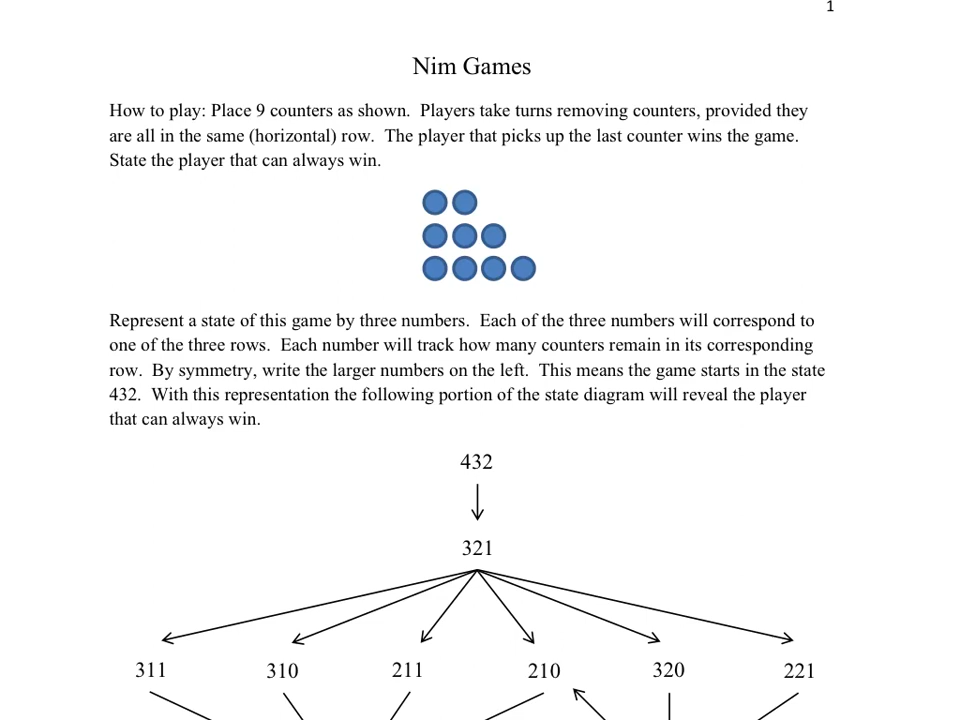 1
Nim Games
How to play: Place 9 counters as shown.  Players take turns removing counters, provided they
are all in the same (horizontal) row.  The player that picks up the last counter wins the game.
State the player that can always win.
Represent a state of this game by three numbers.  Each of the three numbers will correspond to
one of the three rows.  Each number will track how many counters remain in its corresponding
row.  By symmetry, write the larger numbers on the left.  This means the game starts in the state
432.  With this representation the following portion of the state diagram will reveal the player
that can always win.
432
321
311 310 211 210 320 221